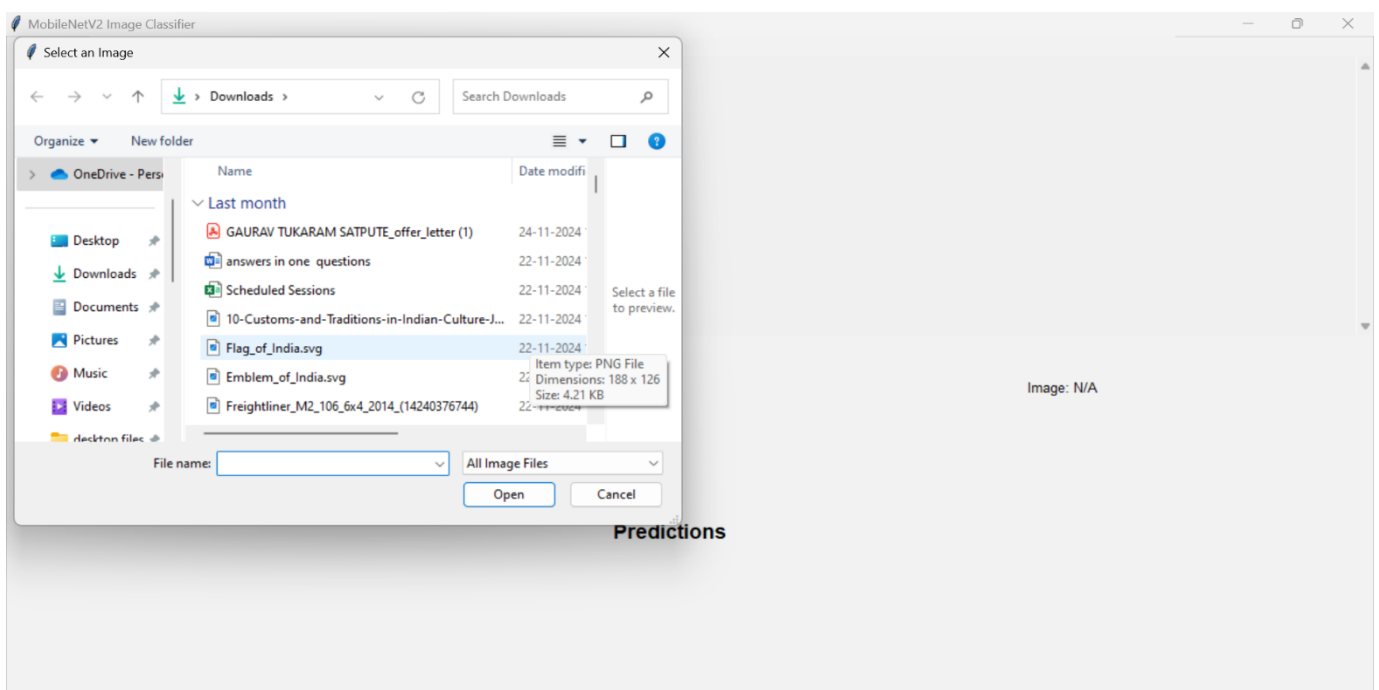 MobileNetV2 Image Classifier
Select an Image
Downloads
Search Downloads
Organize
New folder
OneDrive - Pers
Name
Date modifi
Last month
GAURAV TUKARAM SATPUTE_offer_letter (1) 24-11-2024
answers in one questions 22-11-2024
Scheduled Sessions 22-11-2024
10-Customs-and-Traditions-in-Indian-Culture-J... 22-11-2024
Flag_of_India.svg 22-11-2024
Emblem_of_India.svg 22
Freightliner_M2_106_6x4_2014_(14240376744) 22-11-2024
Desktop
Downloads
Documents
Pictures
Music
Videos
desktop files
Select a file
to preview.
Item type: PNG File
Dimensions: 188 x 126
Size: 4.21 KB
Image: N/A
File name:
All Image Files
Open
Cancel
Predictions